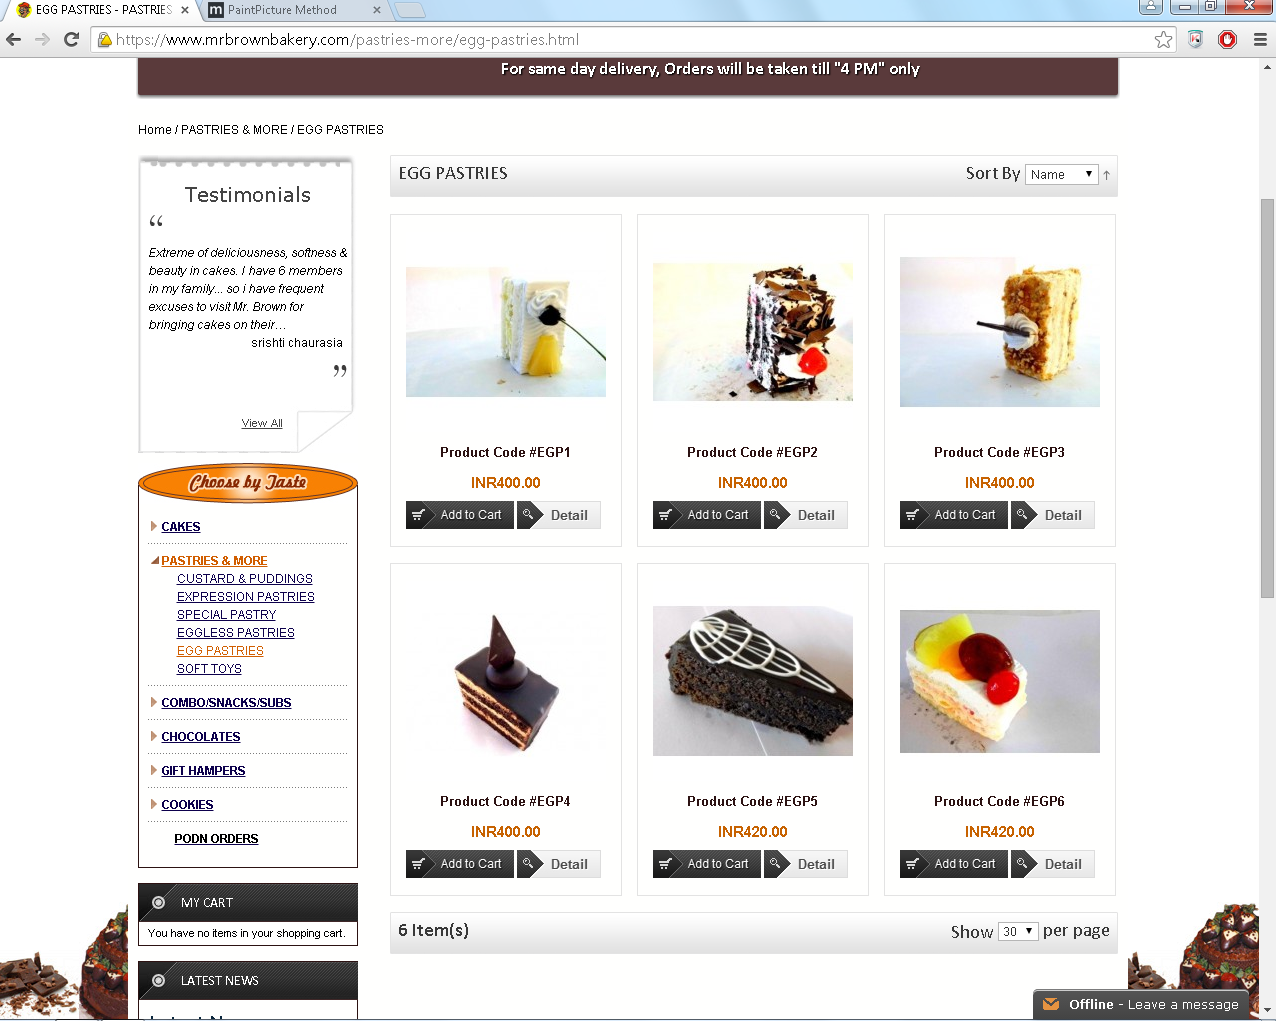 EGG PASTRIES - PASTRIES
PaintPicture Method
https://www.mrbrownbakery.com/pastries-more/egg-pastries.html
For same day delivery, Orders will be taken till "4 PM" only
Home / PASTRIES & MORE / EGG PASTRIES
Testimonials
“
Extreme of deliciousness, softness &
beauty in cakes. I have 6 members
in my family... so i have frequent
excuses to visit Mr. Brown for
bringing cakes on their…
srishti chaurasia
”
View All
Choose by Taste
CAKES
PASTRIES & MORE
CUSTARD & PUDDINGS
EXPRESSION PASTRIES
SPECIAL PASTRY
EGGLESS PASTRIES
EGG PASTRIES
SOFT TOYS
COMBO/SNACKS/SUBS
CHOCOLATES
GIFT HAMPERS
COOKIES
PODN ORDERS
MY CART
You have no items in your shopping cart.
LATEST NEWS
EGG PASTRIES
Sort By Name
Product Code #EGP1
INR400.00
Add to Cart Detail
Product Code #EGP2
INR400.00
Add to Cart Detail
Product Code #EGP3
INR400.00
Add to Cart Detail
Product Code #EGP4
INR400.00
Add to Cart Detail
Product Code #EGP5
INR420.00
Add to Cart Detail
Product Code #EGP6
INR420.00
Add to Cart Detail
6 Item(s)
Show 30 per page
Offline - Leave a message